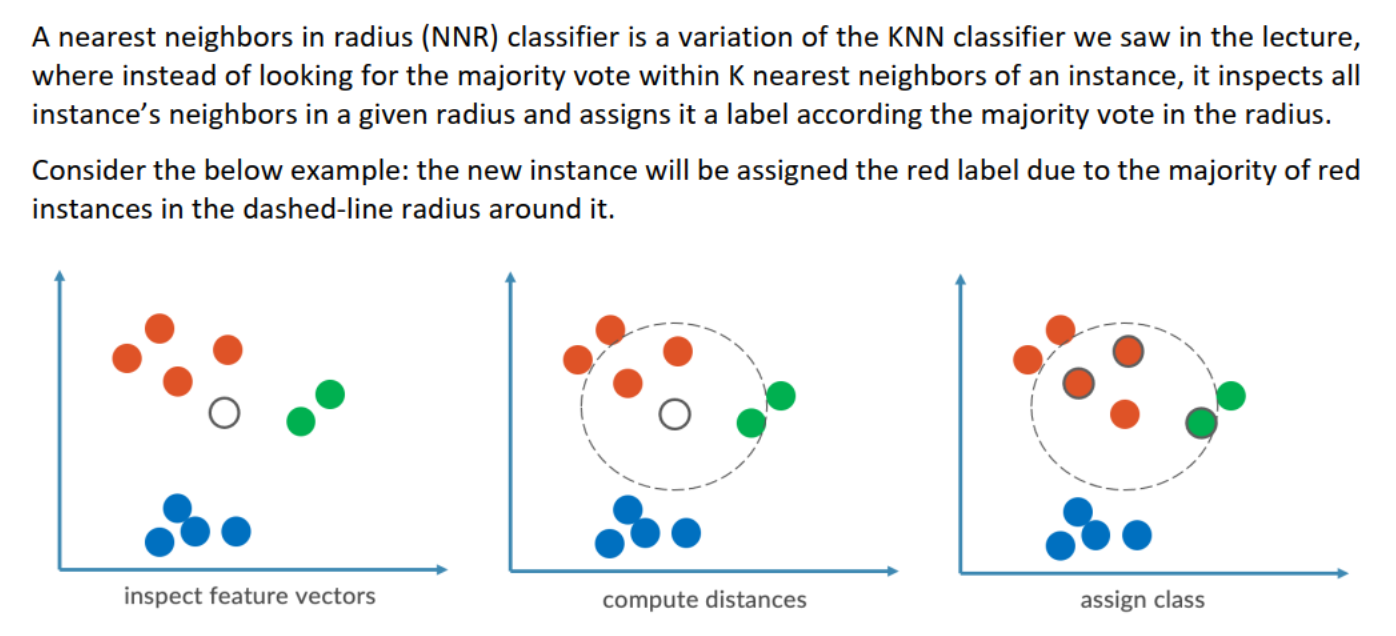 A nearest neighbors in radius (NNR) classifier is a variation of the KNN classifier we saw in the lecture,
where instead of looking for the majority vote within K nearest neighbors of an instance, it inspects all
instance’s neighbors in a given radius and assigns it a label according the majority vote in the radius.
Consider the below example: the new instance will be assigned the red label due to the majority of red
instances in the dashed-line radius around it.
inspect feature vectors
compute distances
assign class